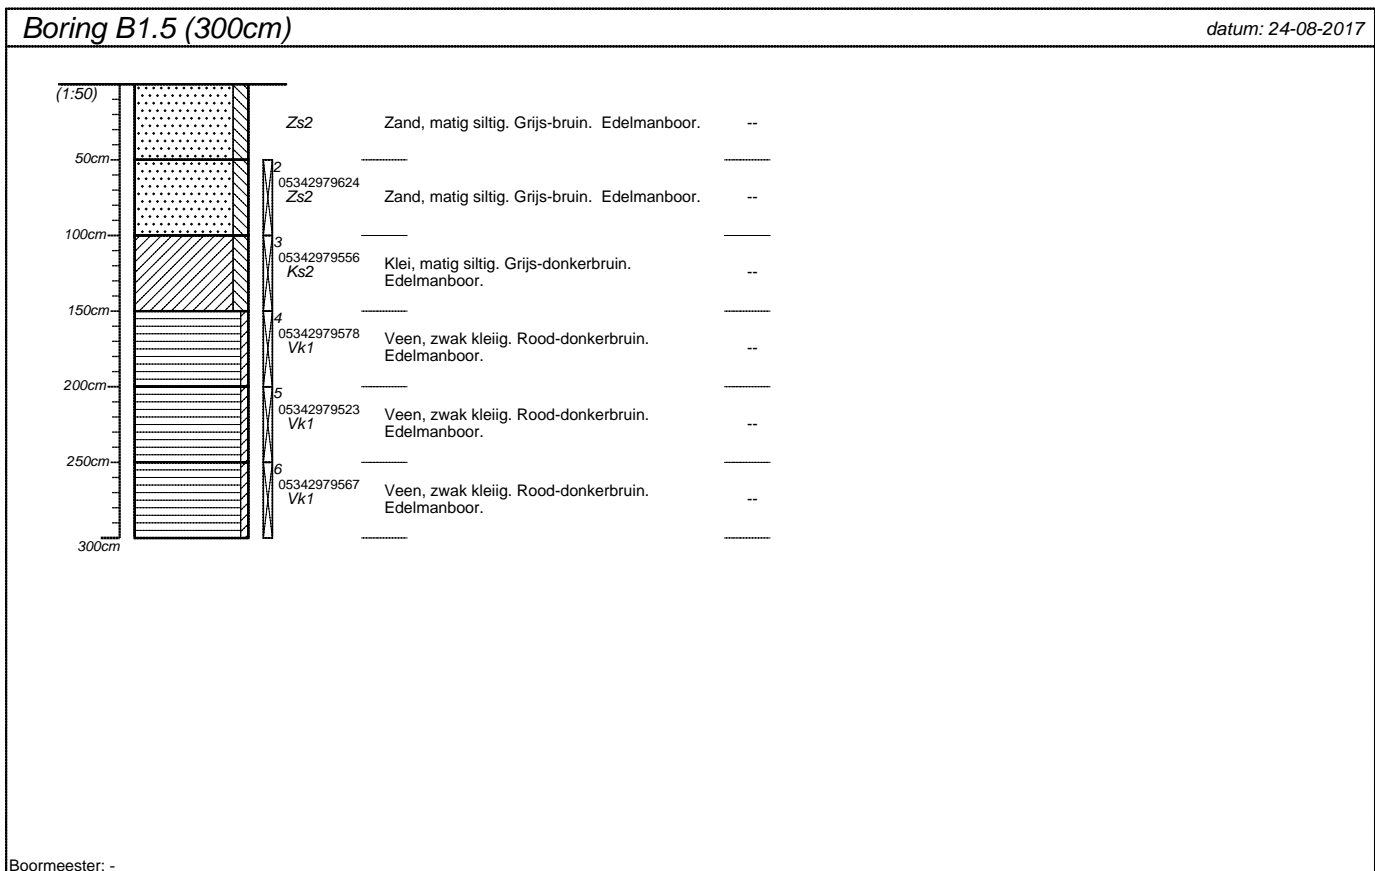 Boring B1.5 (300cm)
datum: 24-08-2017
(1:50)
Zs2 Zand, matig siltig. Grijs-bruin. Edelmanboor. --
50cm
2
05342979624
Zs2 Zand, matig siltig. Grijs-bruin. Edelmanboor. --
100cm
3
05342979556
Ks2 Klei, matig siltig. Grijs-donkerbruin. --
Edelmanboor.
150cm
4
05342979578
Vk1 Veen, zwak kleiig. Rood-donkerbruin. --
Edelmanboor.
200cm
5
05342979523
Vk1 Veen, zwak kleiig. Rood-donkerbruin. --
Edelmanboor.
250cm
6
05342979567
Vk1 Veen, zwak kleiig. Rood-donkerbruin. --
Edelmanboor.
300cm
Boormeester: -